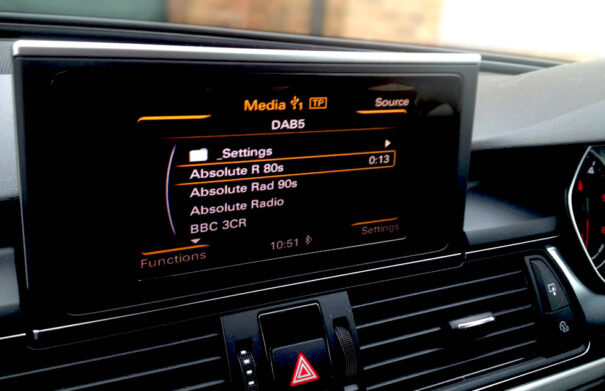 Media 1 TP
Source
DAB5
_Settings
Absolute R 80s 0:13
Absolute Rad 90s
Absolute Radio
BBC 3CR
Functions
10:51
Settings